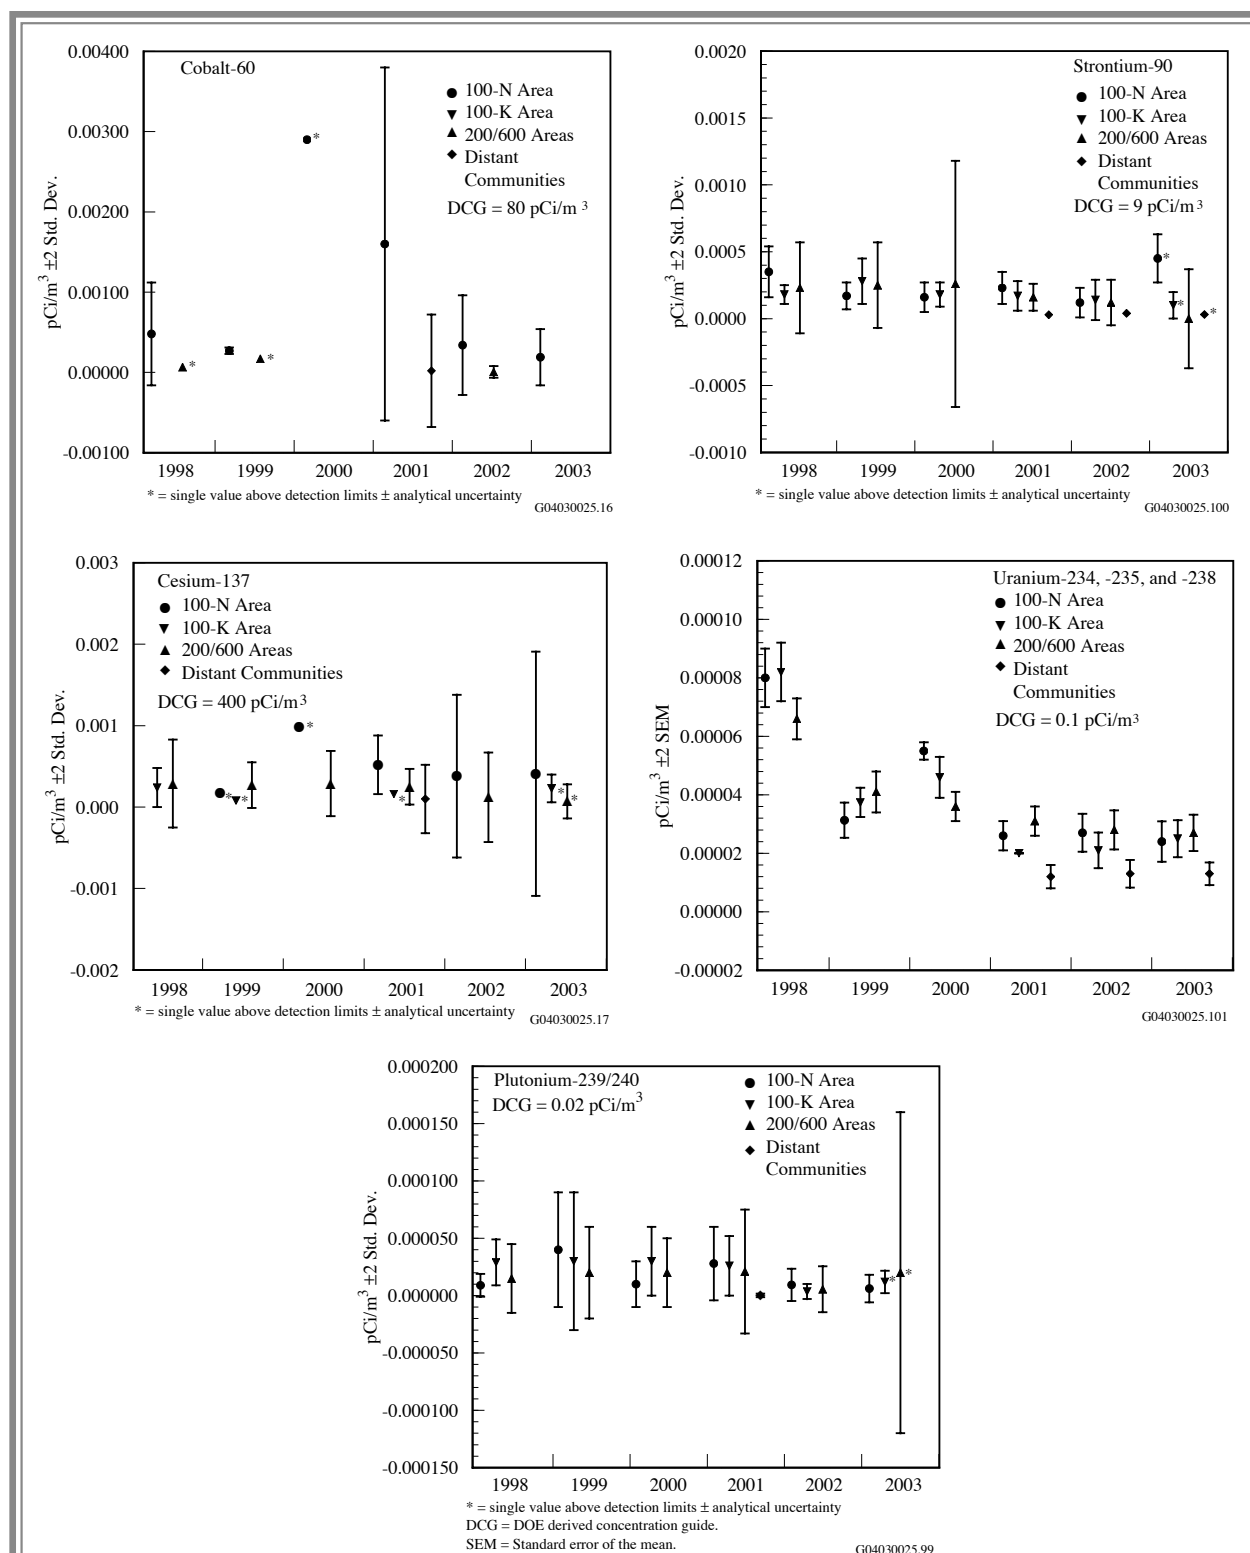 Cobalt-60
100-N Area
100-K Area
200/600 Areas
Distant
Communities
DCG = 80 pCi/m 3
pCi/m3 ±2 Std. Dev.
0.00400
0.00300
0.00200
0.00100
0.00000
-0.00100
1998 1999 2000 2001 2002 2003
* * * *
* = single value above detection limits ± analytical uncertainty
G04030025.16
Strontium-90
100-N Area
100-K Area
200/600 Areas
Distant
Communities
DCG = 9 pCi/m3
pCi/m3 ±2 Std. Dev.
0.0020
0.0015
0.0010
0.0005
0.0000
-0.0005
-0.0010
1998 1999 2000 2001 2002 2003
* * *
* = single value above detection limits ± analytical uncertainty
G04030025.100
Cesium-137
100-N Area
100-K Area
200/600 Areas
Distant Communities
DCG = 400 pCi/m3
pCi/m3 ±2 Std. Dev.
0.003
0.002
0.001
0.000
-0.001
-0.002
1998 1999 2000 2001 2002 2003
* * * * * *
* = single value above detection limits ± analytical uncertainty
G04030025.17
Uranium-234, -235, and -238
100-N Area
100-K Area
200/600 Areas
Distant
Communities
DCG = 0.1 pCi/m3
pCi/m3 ±2 SEM
0.00012
0.00010
0.00008
0.00006
0.00004
0.00002
0.00000
-0.00002
1998 1999 2000 2001 2002 2003
G04030025.101
Plutonium-239/240
DCG = 0.02 pCi/m3
100-N Area
100-K Area
200/600 Areas
Distant
Communities
pCi/m3 ±2 Std. Dev.
0.000200
0.000150
0.000100
0.000050
0.000000
-0.000050
-0.000100
-0.000150
1998 1999 2000 2001 2002 2003
* *
* = single value above detection limits ± analytical uncertainty
DCG = DOE derived concentration guide.
SEM = Standard error of the mean.
G04030025.99